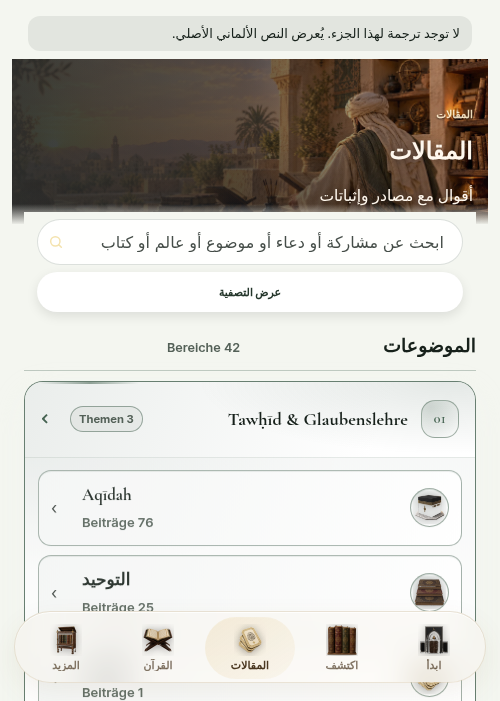 لا توجد ترجمة لهذا الجزء. يُعرض النص الألماني الأصلي.
المقالات
المقالات
أقوال مع مصادر وإثباتات
ابحث عن مشاركة أو دعاء أو موضوع أو عالم أو كتاب
عرض التصفية
الموضوعات
42 Bereiche
01
Tawḥīd & Glaubenslehre
3 Themen
Aqīdah
76 Beiträge
التوحيد
25 Beiträge
1 Beiträge
ابدأ
اكتشف
المقالات
القرآن
المزيد